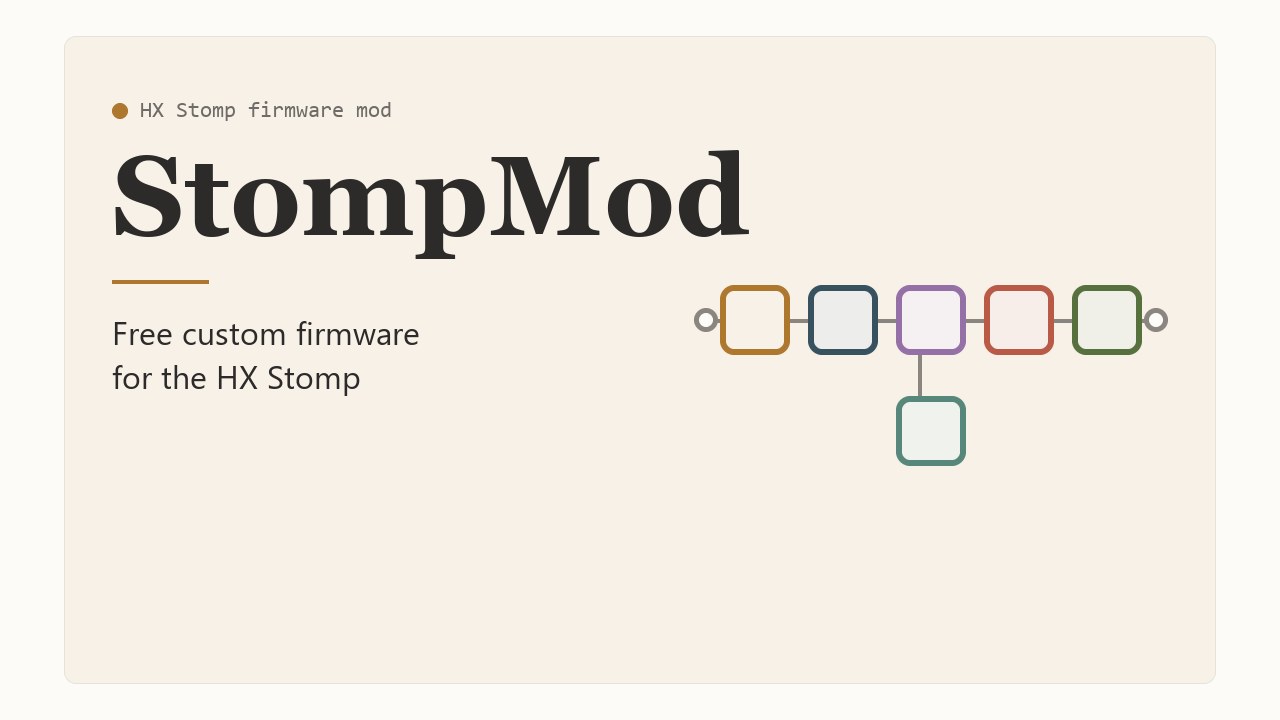 HX Stomp firmware mod
StompMod
Free custom firmware
for the HX Stomp